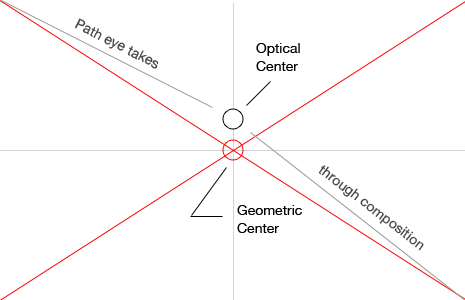 Path eye takes
Optical
Center
through composition
Geometric
Center